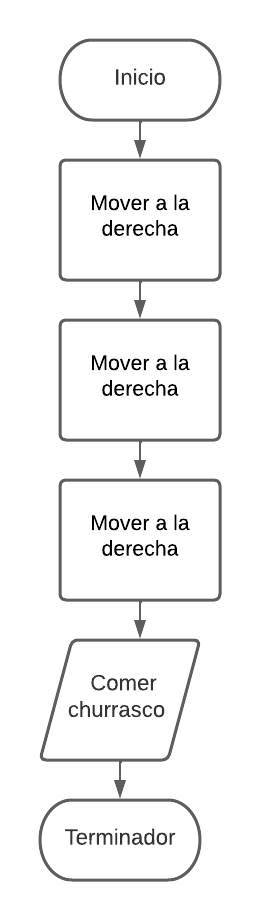 Inicio
Mover a la
derecha
Mover a la
derecha
Mover a la
derecha
Comer
churrasco
Terminador